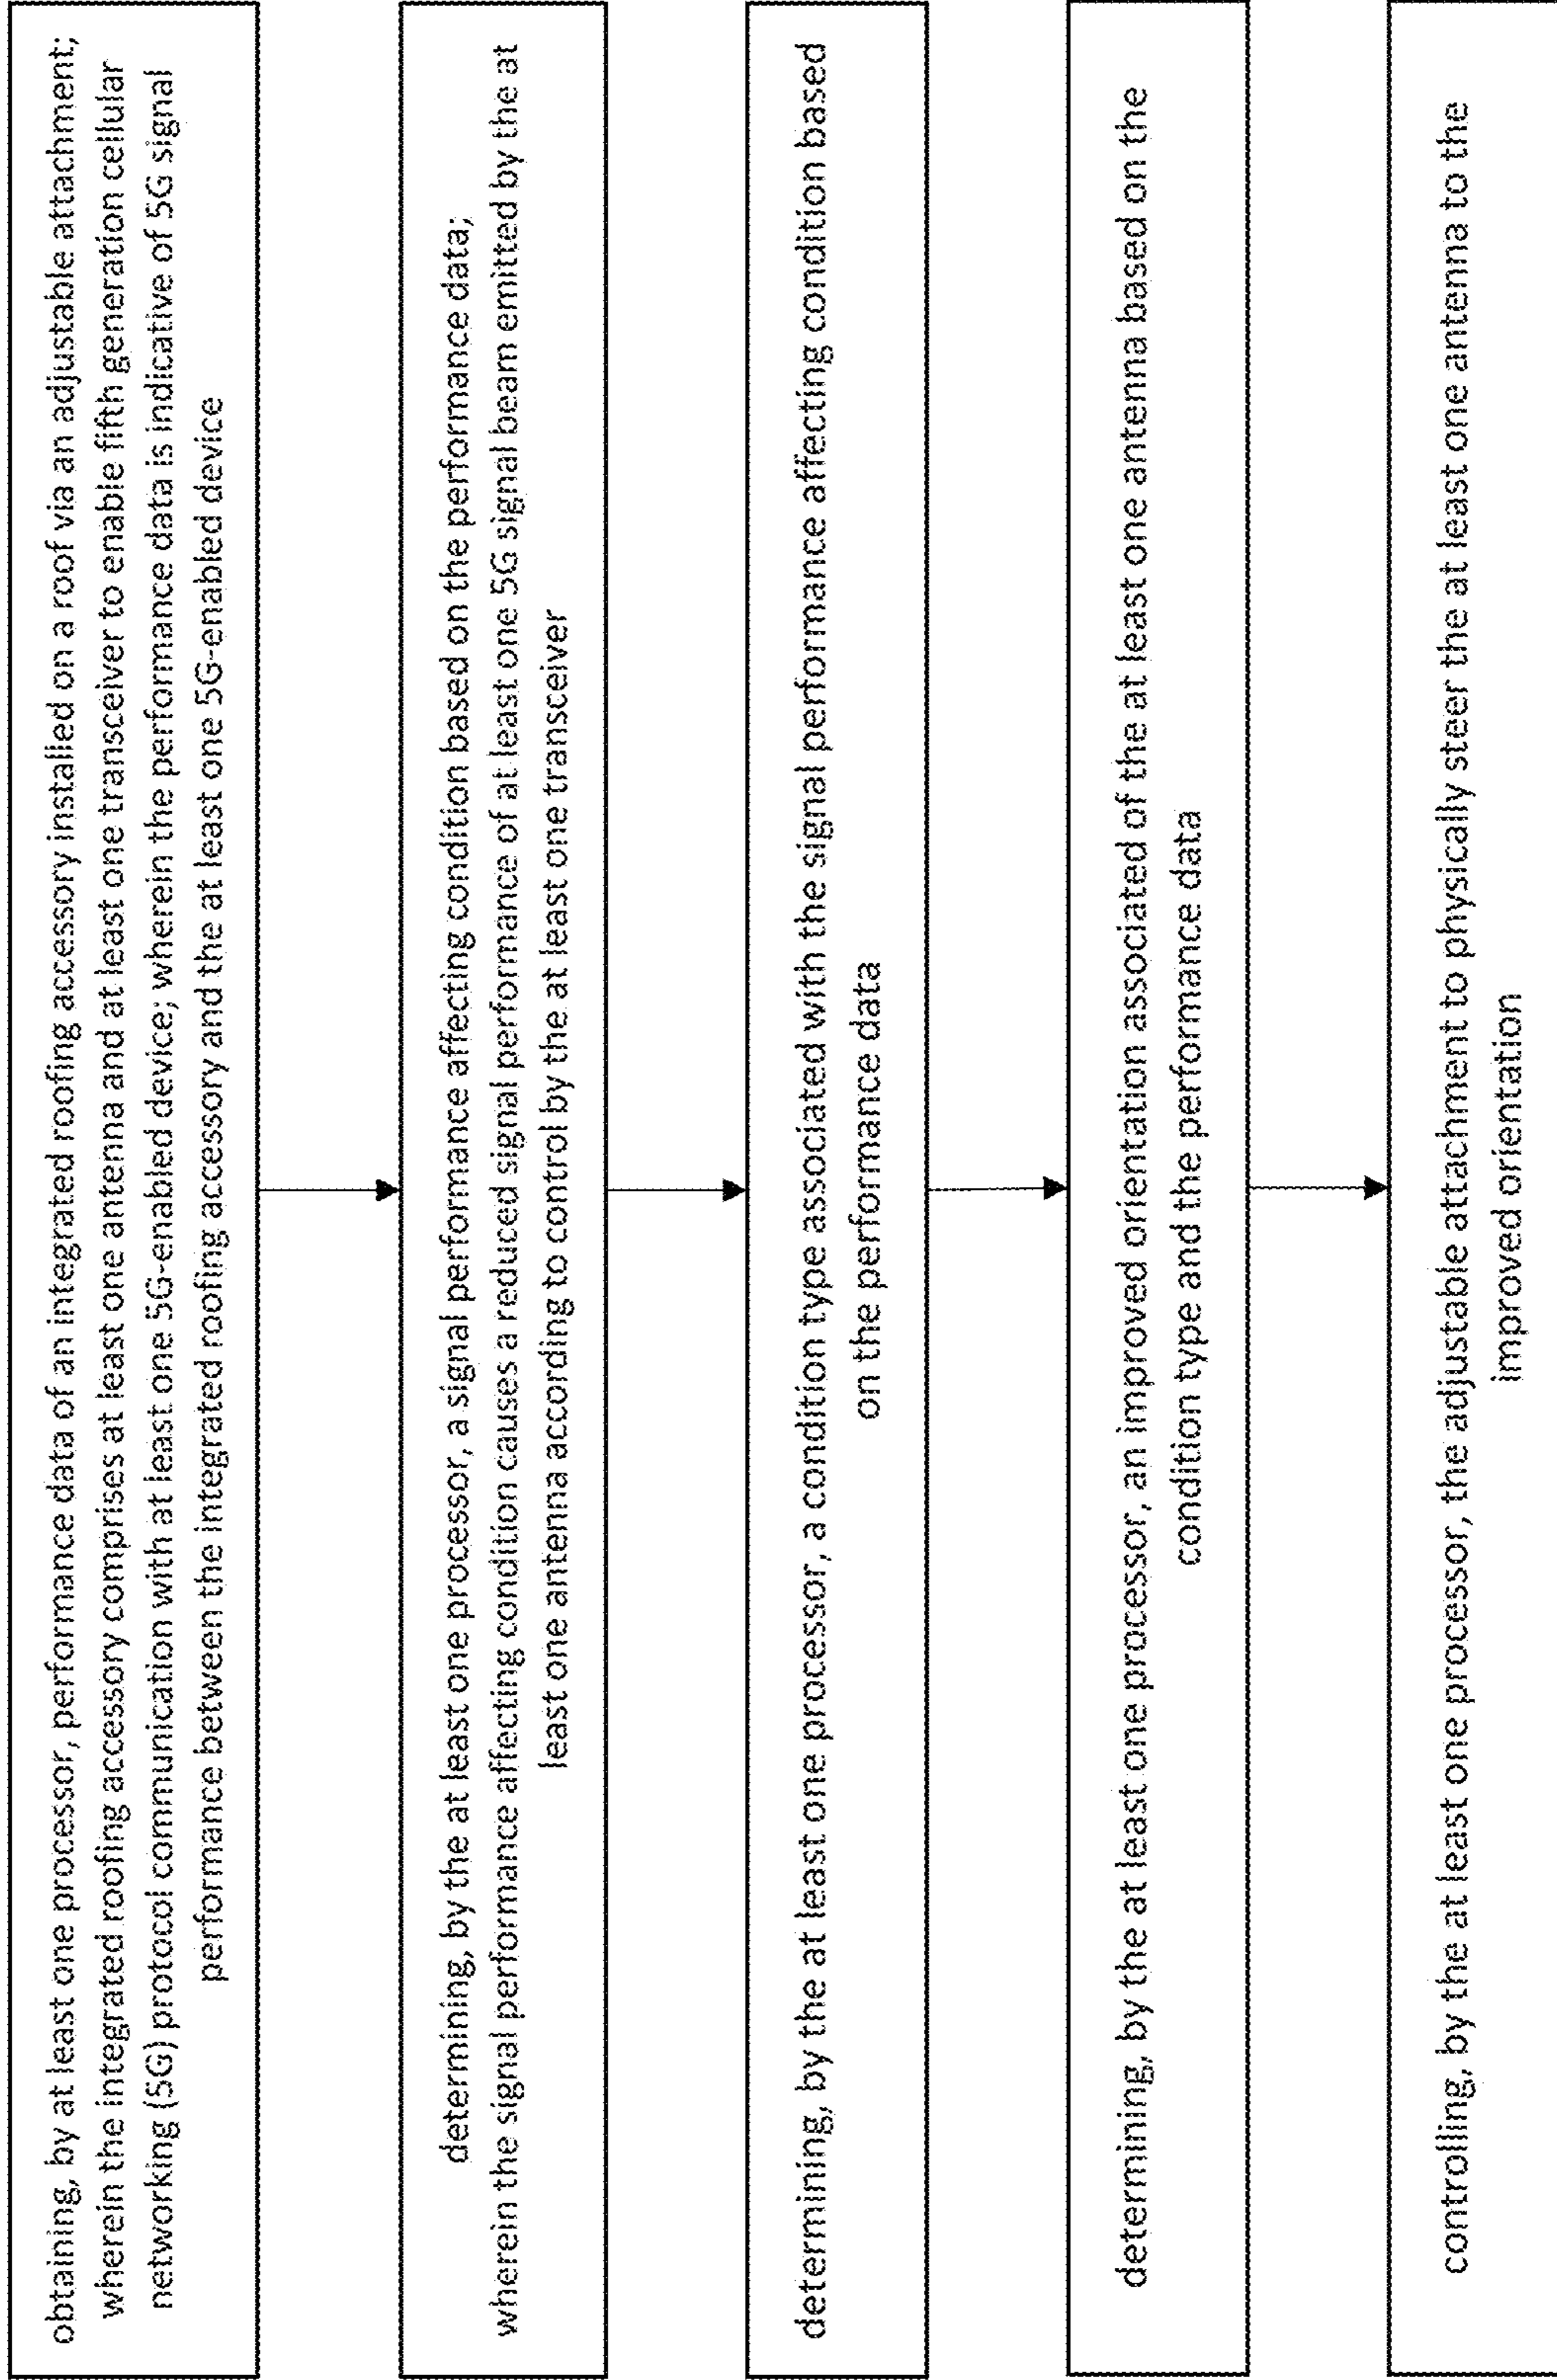 obtaining, by at least one processor, performance data of an integrated roofing accessory installed on a roof via an adjustable attachment;
wherein the integrated roofing accessory comprises at least one antenna and at least one transceiver to enable fifth generation cellular
networking (5G) protocol communication with at least one 5G-enabled device; wherein the performance data is indicative of 5G signal
performance between the integrated roofing accessory and the at least one 5G-enabled device
determining, by the at least one processor, a signal performance affecting condition based on the performance data;
wherein the signal performance affecting condition causes a reduced signal performance of at least one 5G signal beam emitted by the at
least one antenna according to control by the at least one transceiver
determining, by the at least one processor, a condition type associated with the signal performance affecting condition based
on the performance data
determining, by the at least one processor, an improved orientation associated of the at least one antenna based on the
condition type and the performance data
controlling, by the at least one processor, the adjustable attachment to physically steer the at least one antenna to the
improved orientation